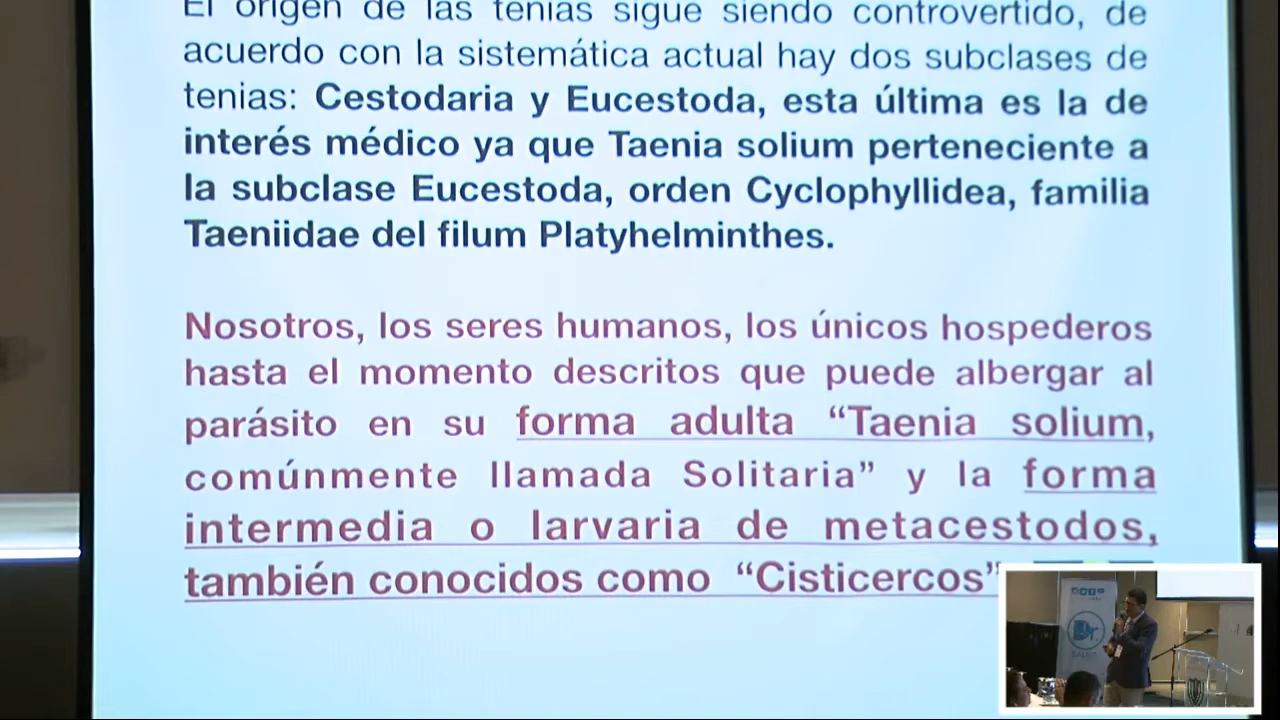 El origen de las tenias sigue siendo controvertido, de
acuerdo con la sistemática actual hay dos subclases de
tenias: Cestodaria y Eucestoda, esta última es la de
interés médico ya que Taenia solium perteneciente a
la subclase Eucestoda, orden Cyclophyllidea, familia
Taeniidae del filum Platyhelminthes.
Nosotros, los seres humanos, los únicos hospederos
hasta el momento descritos que puede albergar al
parásito en su forma adulta “Taenia solium,
comúnmente llamada Solitaria” y la forma
intermedia o larvaria de metacestodos,
también conocidos como “Cisticercos”
Dr.